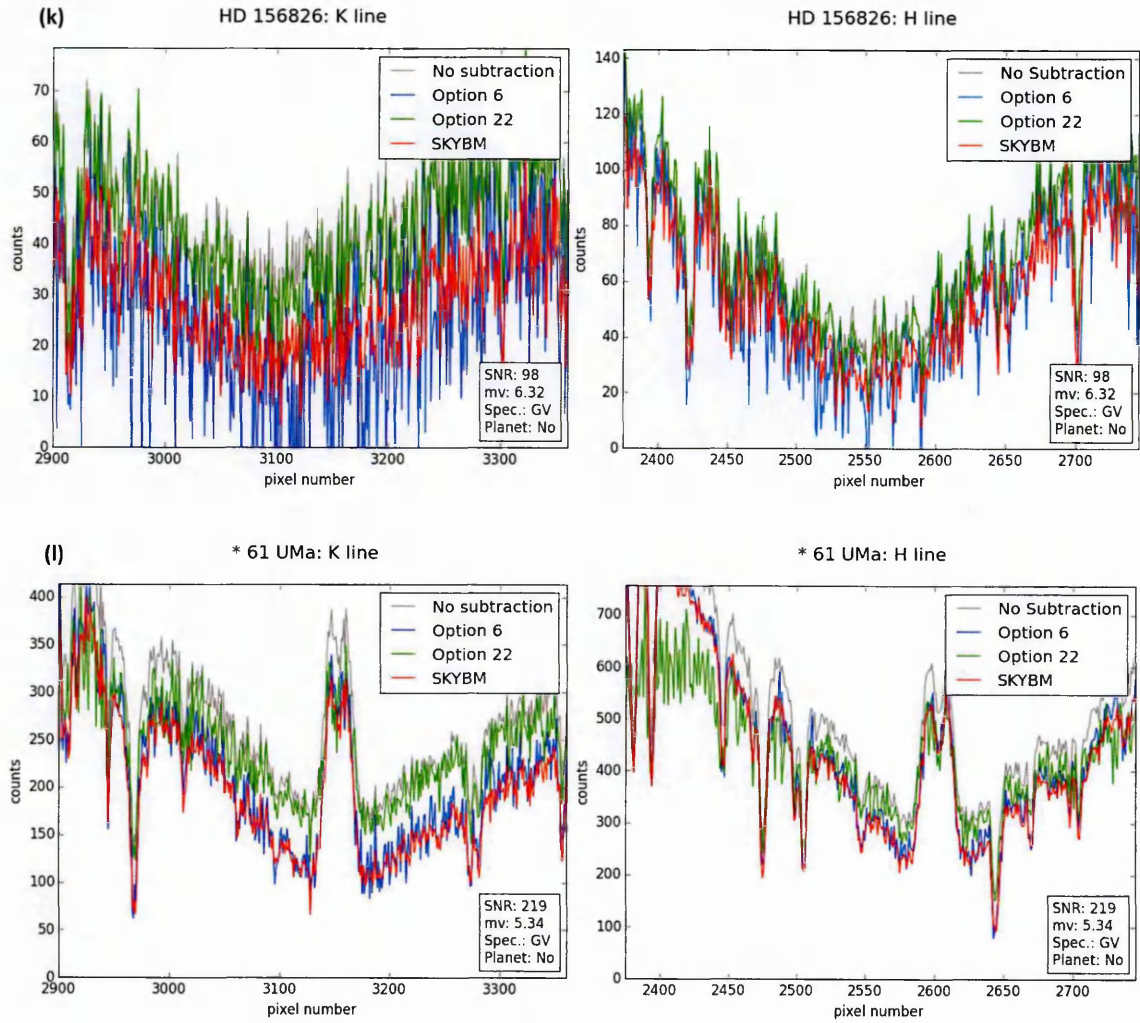 (k)
HD 156826: K line
No subtraction
Option 6
Option 22
SKYBM
70
60
50
40
30
20
10
0
counts
2900
3000
3100
3200
3300
pixel number
SNR: 98
mv: 6.32
Spec.: GV
Planet: No
HD 156826: H line
No Subtraction
Option 6
Option 22
SKYBM
140
120
100
80
60
40
20
0
counts
2400
2500
2600
2700
pixel number
SNR: 98
mv: 6.32
Spec.: GV
Planet: No
(l)
* 61 UMa: K line
No subtraction
Option 6
Option 22
SKYBM
400
350
300
250
200
150
100
50
0
counts
2900
3000
3100
3200
3300
pixel number
SNR: 219
mv: 5.34
Spec.: GV
Planet: No
* 61 UMa: H line
No Subtraction
Option 6
Option 22
SKYBM
700
600
500
400
300
200
100
0
counts
2400
2450
2500
2550
2600
2650
2700
pixel number
SNR: 219
mv: 5.34
Spec.: GV
Planet: No